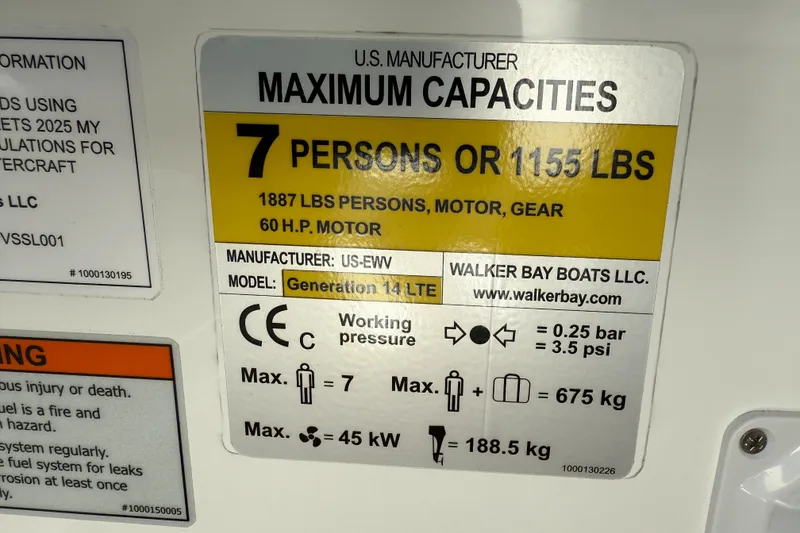 ORMATION
DS USING
ETS 2025 MY
ULATIONS FOR
TERCRAFT
s LLC
VSSL001
# 1000130195
U.S. MANUFACTURER
MAXIMUM CAPACITIES
7 PERSONS OR 1155 LBS
1887 LBS PERSONS, MOTOR, GEAR
60 H.P. MOTOR
MANUFACTURER: US-EWV
MODEL: Generation 14 LTE
WALKER BAY BOATS LLC.
www.walkerbay.com
CE C
Working pressure = 0.25 bar
= 3.5 psi
Max. = 7 Max. + = 675 kg
Max. = 45 kW = 188.5 kg
1000130226
NG
ous injury or death.
uel is a fire and
n hazard.
system regularly.
e fuel system for leaks
rosion at least once
ly.
#1000150005